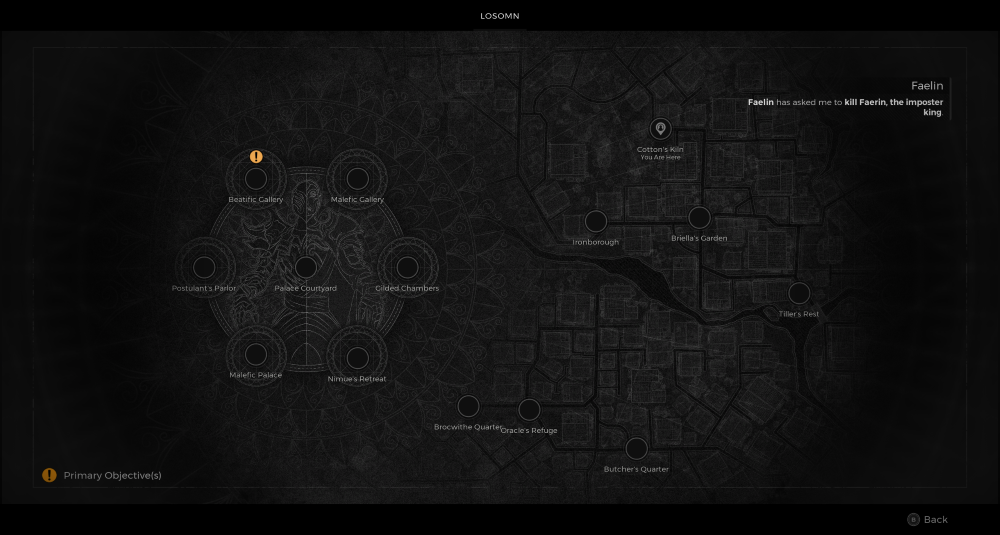 LOSOMN
Faelin
Faelin has asked me to kill Faerin, the imposter
king.
Cotton's Kiln
You Are Here
Beatific Gallery
Malefic Gallery
Ironborough
Briella's Garden
Postulant's Parlor
Palace Courtyard
Gilded Chambers
Tiller's Rest
Malefic Palace
Nimue's Retreat
Brocwithe Quarter
Oracle's Refuge
Butcher's Quarter
! Primary Objective(s)
B Back